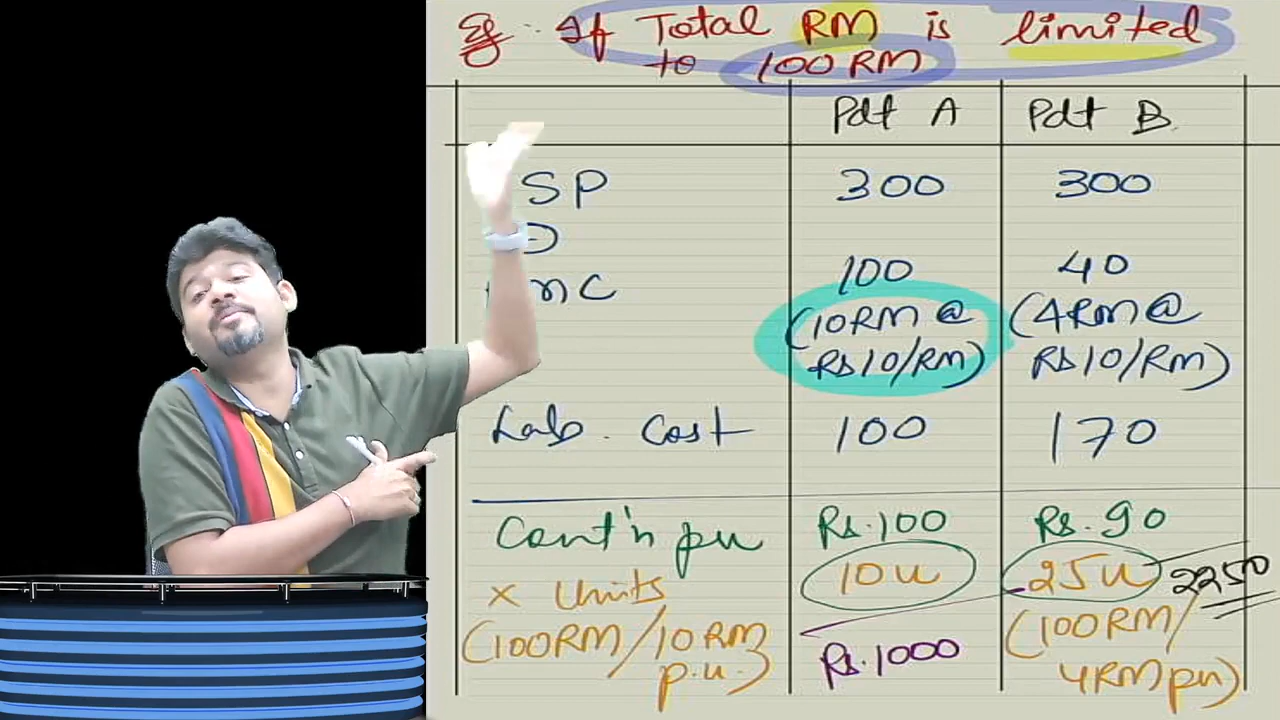 Eg. If Total RM is limited
to 100 RM
Pdt A Pdt B
SP 300 300
mc 100 40
(10RM @ (4RM @
Rs10/RM) Rs10/RM)
Lab. Cost 100 170
Cont'n pu Rs.100 Rs.90
x Units 10u 25u 2250
(100RM/10RM (100RM/
p.u.) Rs.1000 4RM pu)